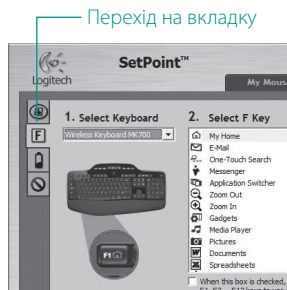 Перехід на вкладку
Logitech
SetPoint™
My Mous
1. Select Keyboard
2. Select F Key
Wireless Keyboard MK700
F
My Home
E-Mail
One-Touch Search
Messenger
Application Switcher
Zoom Out
Zoom In
Gadgets
Media Player
Pictures
Documents
Spreadsheets
F1
When this box is checked,